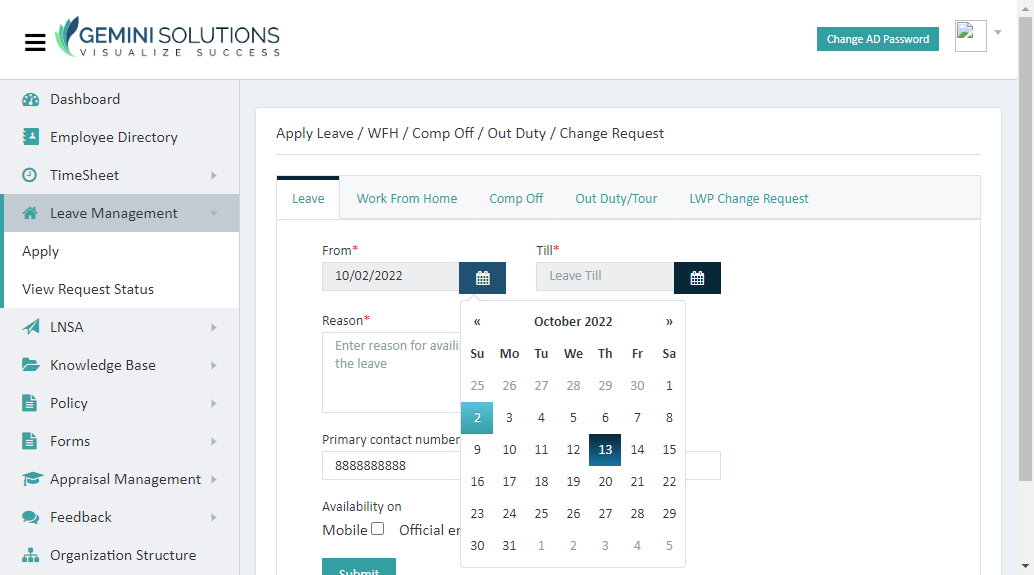 GEMINI SOLUTIONS
VISUALIZE SUCCESS
Change AD Password
Dashboard
Employee Directory
TimeSheet
Leave Management
Apply
View Request Status
LNSA
Knowledge Base
Policy
Forms
Appraisal Management
Feedback
Organization Structure
Apply Leave / WFH / Comp Off / Out Duty / Change Request
Leave Work From Home Comp Off Out Duty/Tour LWP Change Request
From* Till*
10/02/2022 Leave Till
Reason*
Enter reason for availi
the leave
Primary contact number
8888888888
Availability on
Mobile Official em
Submit
« October 2022 »
Su Mo Tu We Th Fr Sa
25 26 27 28 29 30 1
2 3 4 5 6 7 8
9 10 11 12 13 14 15
16 17 18 19 20 21 22
23 24 25 26 27 28 29
30 31 1 2 3 4 5